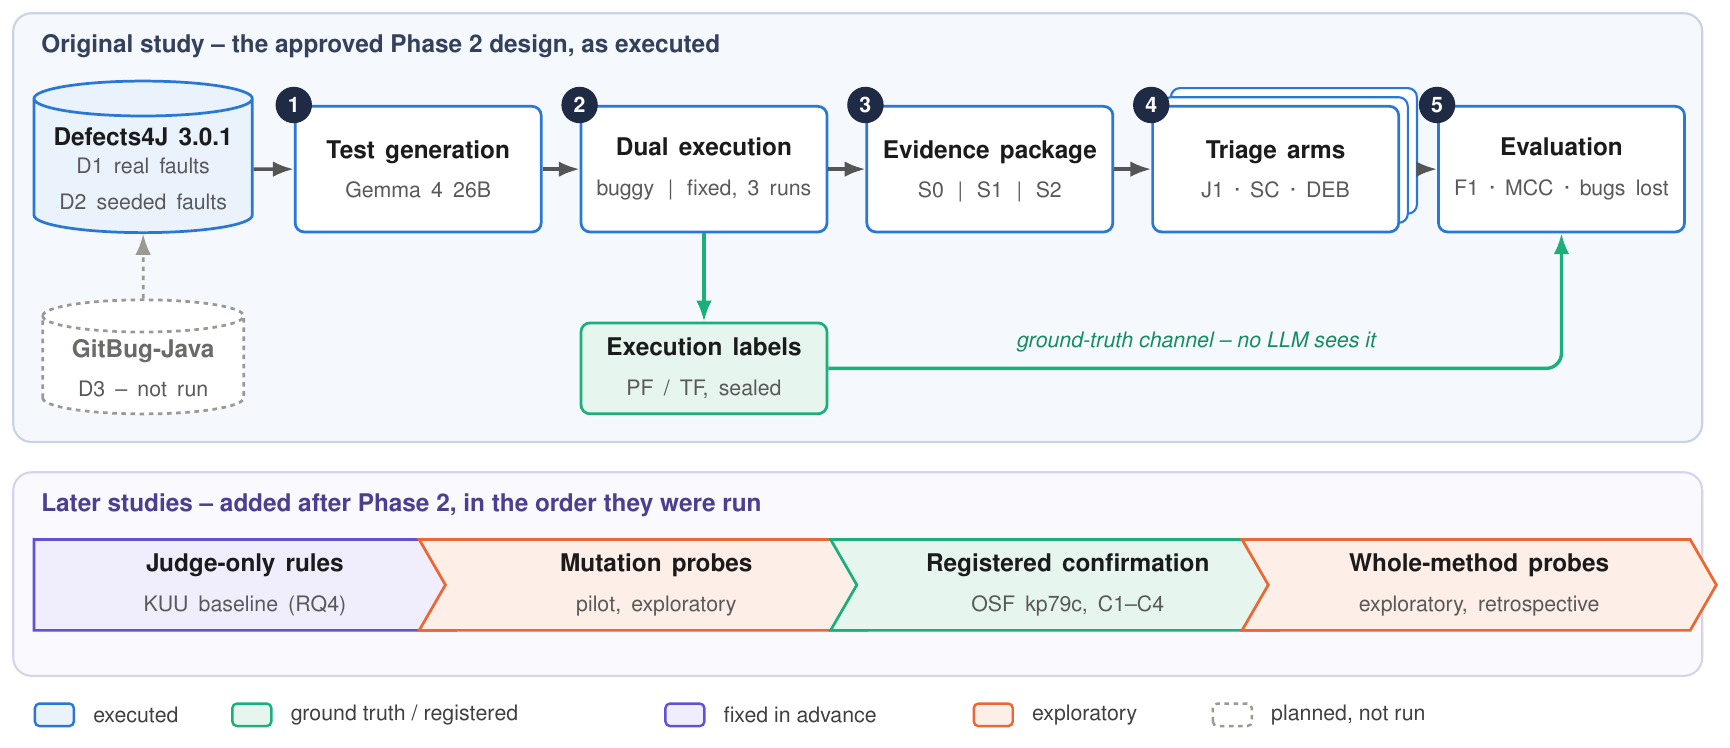 Original study – the approved Phase 2 design, as executed
Defects4J 3.0.1
D1 real faults
D2 seeded faults
1
Test generation
Gemma 4 26B
2
Dual execution
buggy | fixed, 3 runs
3
Evidence package
S0 | S1 | S2
4
Triage arms
J1 · SC · DEB
5
Evaluation
F1 · MCC · bugs lost
GitBug-Java
D3 – not run
Execution labels
PF / TF, sealed
ground-truth channel – no LLM sees it
Later studies – added after Phase 2, in the order they were run
Judge-only rules
KUU baseline (RQ4)
Mutation probes
pilot, exploratory
Registered confirmation
OSF kp79c, C1–C4
Whole-method probes
exploratory, retrospective
executed
ground truth / registered
fixed in advance
exploratory
planned, not run